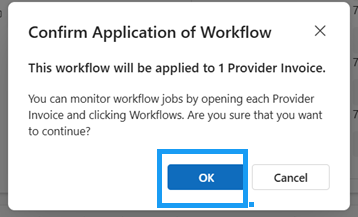 Confirm Application of Workflow
This workflow will be applied to 1 Provider Invoice.
You can monitor workflow jobs by opening each Provider
Invoice and clicking Workflows. Are you sure that you want
to continue?
OK
Cancel